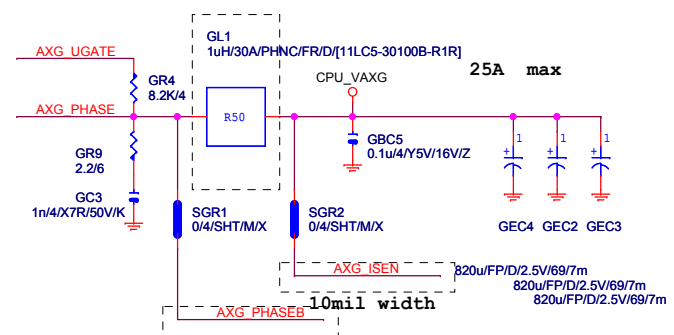 GL1
1uH/30A/PHNC/FR/D/[11LC5-30100B-R1R]
AXG_UGATE
25A max
CPU_VAXG
GR4
8.2K/4
AXG_PHASE
R50
GBC5
0.1u/4/Y5V/16V/Z
1
1
1
+
+
+
GR9
2.2/6
GC3
1n/4/X7R/50V/K
SGR1
0/4/SHT/M/X
SGR2
0/4/SHT/M/X
GEC4
GEC2
GEC3
AXG_ISEN
820u/FP/D/2.5V/69/7m
820u/FP/D/2.5V/69/7m
820u/FP/D/2.5V/69/7m
10mil width
AXG_PHASEB